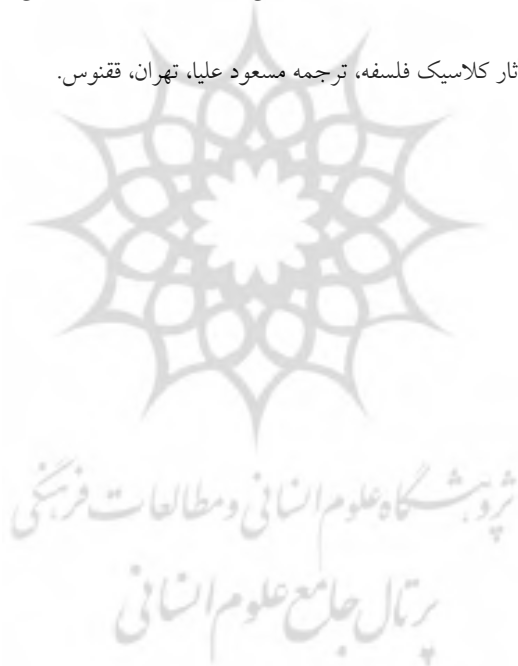 ثار کلاسیک فلسفه، ترجمه مسعود علیا، تهران، ققنوس.
پژوهشگاه علوم انسانی و مطالعات فرهنگی
پرتال جامع علوم انسانی